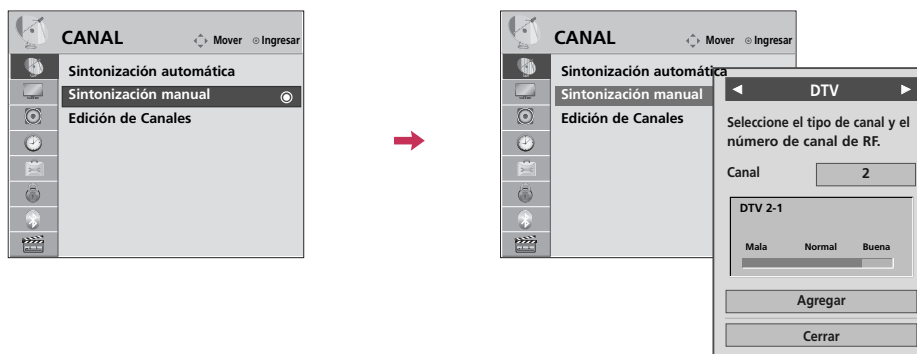 CANAL
Mover
Ingresar
Sintonización automática
Sintonización manual
Edición de Canales
CANAL
Mover
Ingresar
Sintonización automática
Sintonización manual
Edición de Canales
DTV
Seleccione el tipo de canal y el
número de canal de RF.
Canal 2
DTV 2-1
Mala Normal Buena
Agregar
Cerrar